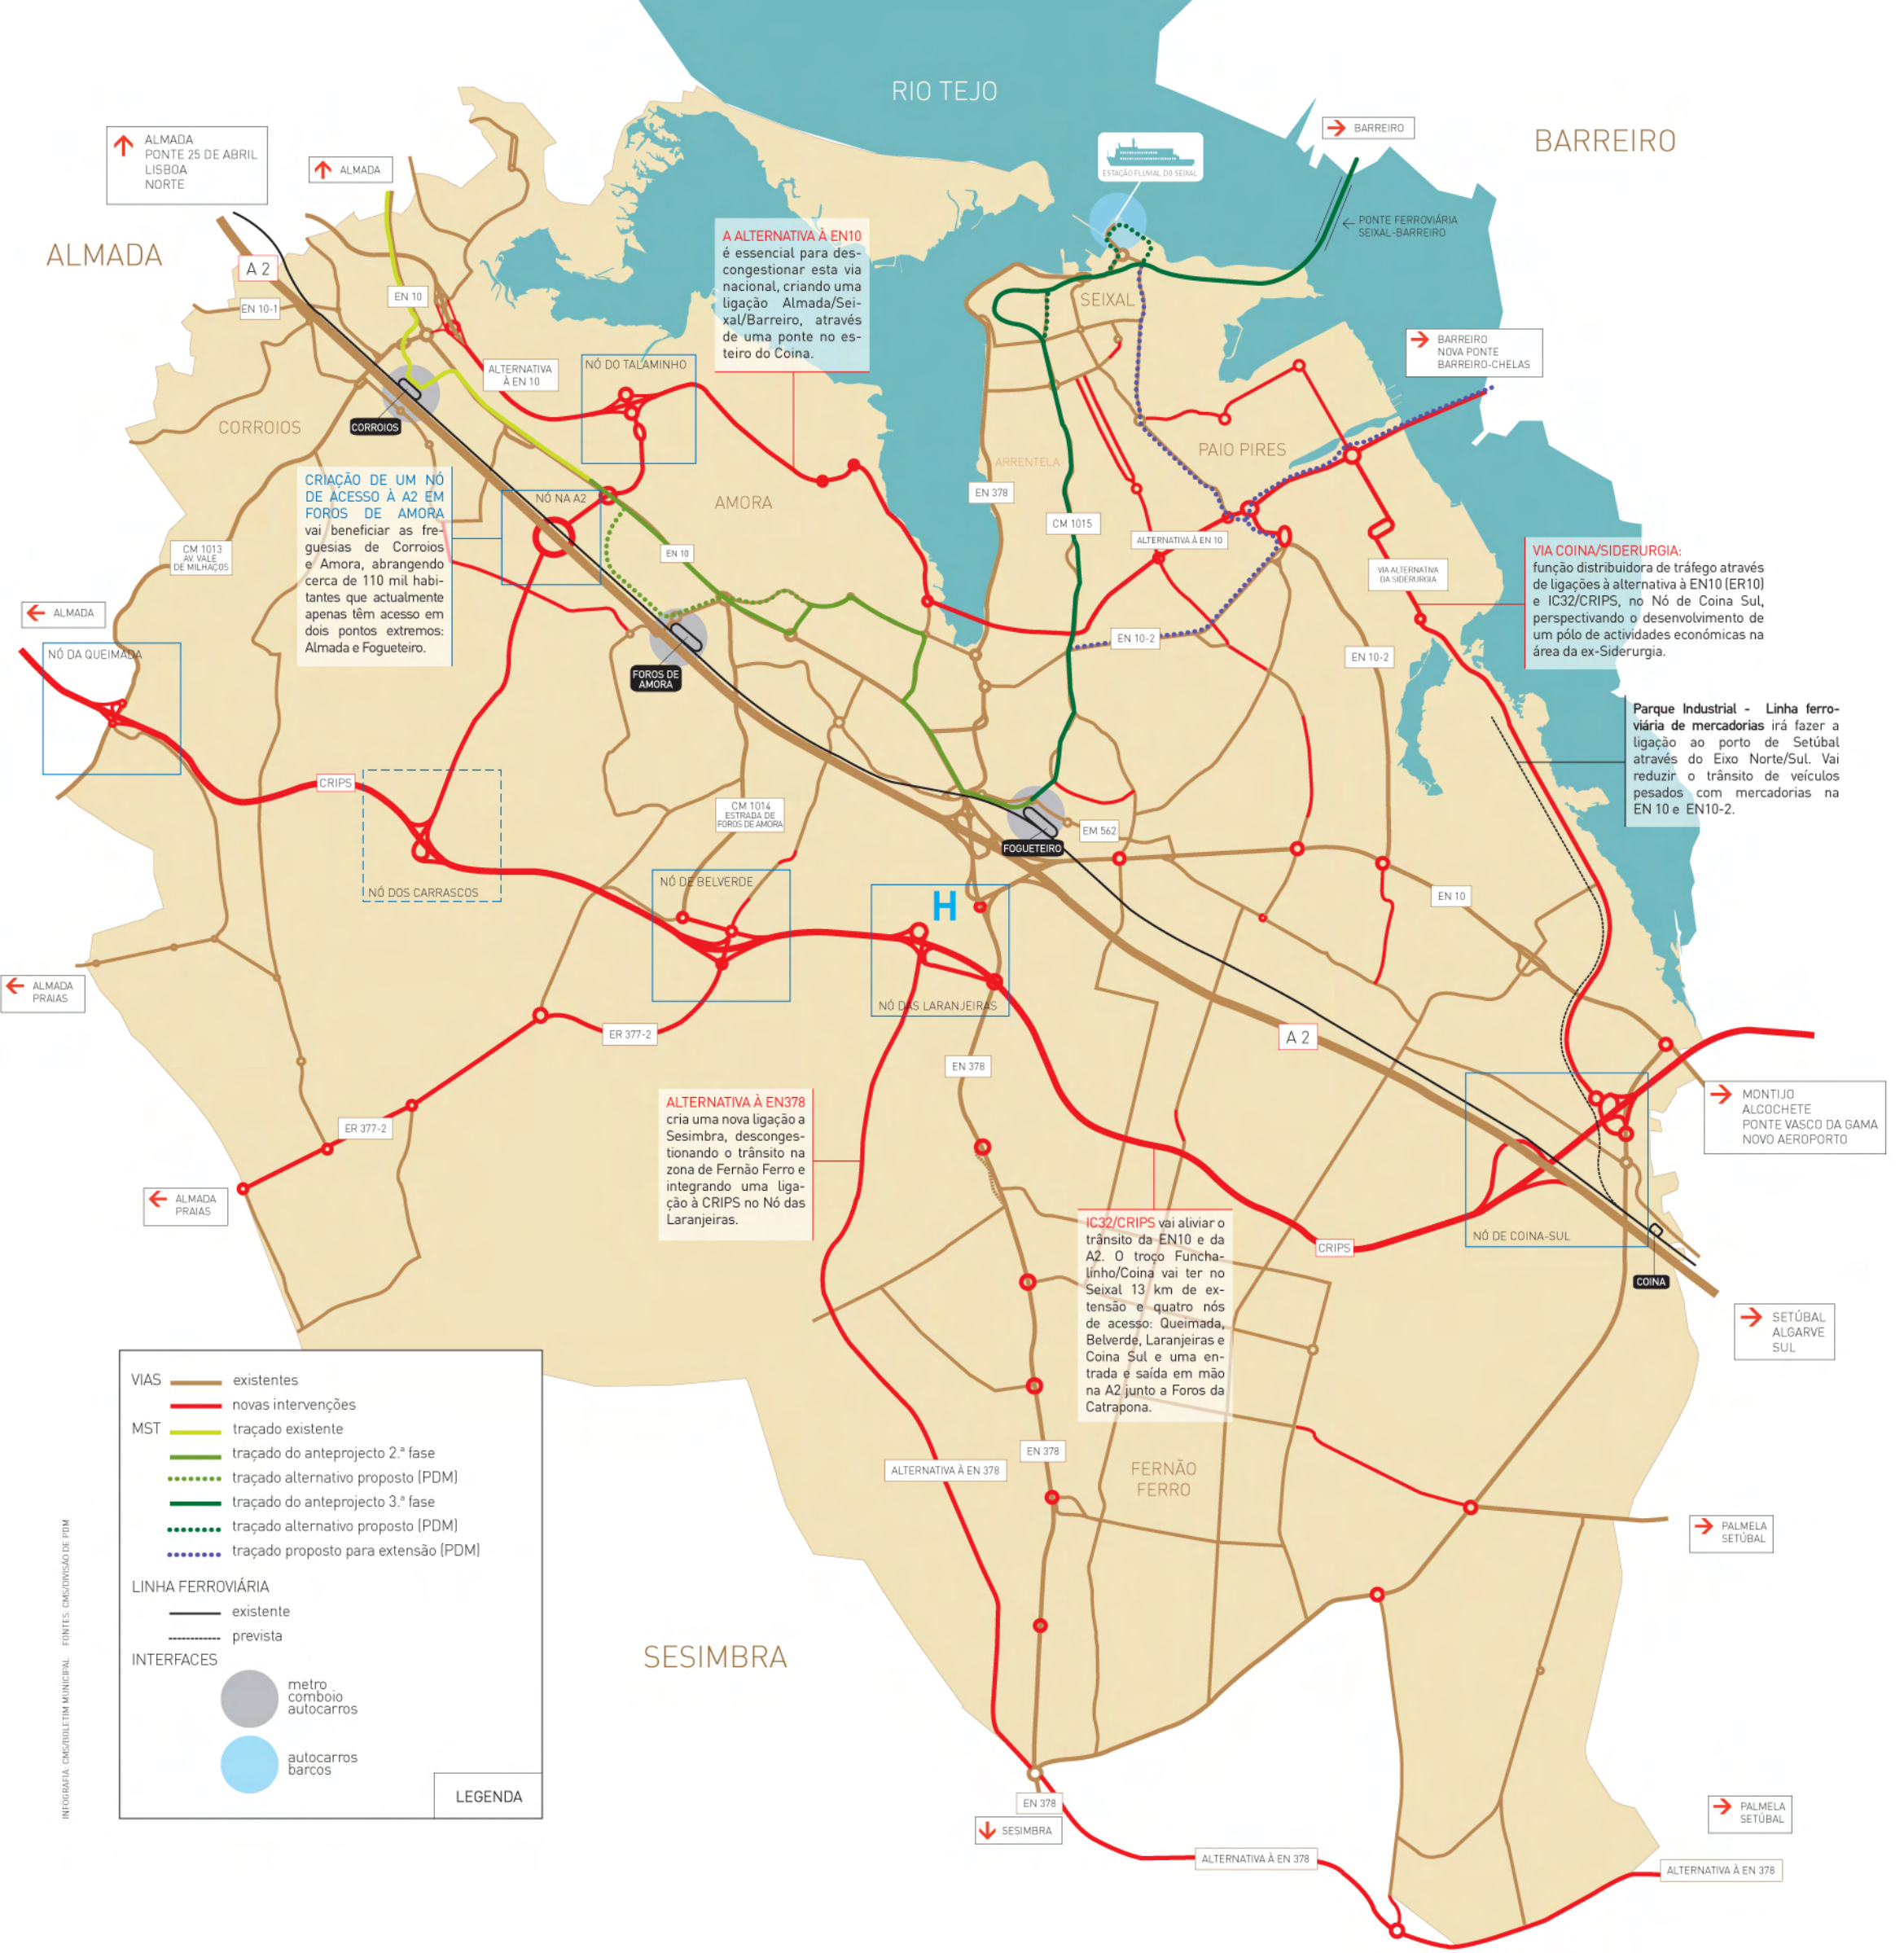 RIO TEJO
BARREIRO
ALMADA
PONTE 25 DE ABRIL
LISBOA
NORTE
ALMADA
BARREIRO
ESTAÇÃO FLUVIAL DO SEIXAL
PONTE FERROVIÁRIA
SEIXAL-BARREIRO
ALMADA
A 2
EN 10-1
EN 10
A ALTERNATIVA À EN10
é essencial para des-
congestionar esta via
nacional, criando uma
ligação Almada/Sei-
xal/Barreiro, através
de uma ponte no es-
teiro do Coina.
SEIXAL
BARREIRO
NOVA PONTE
BARREIRO-CHELAS
ALTERNATIVA
À EN 10
NÓ DO TALAMINHO
CORROIOS
CORROIOS
PAIO PIRES
ARRENTELA
CRIAÇÃO DE UM NÓ
DE ACESSO À A2 EM
FOROS DE AMORA
vai beneficiar as fre-
guesias de Corroios
e Amora, abrangendo
cerca de 110 mil habi-
tantes que actualmente
apenas têm acesso em
dois pontos extremos:
Almada e Fogueteiro.
NÓ NA A2
AMORA
EN 378
CM 1015
ALTERNATIVA À EN 10
EN 10
CM 1013
AV. VALE
DE MILHAÇOS
VIA ALTERNATIVA
DA SIDERURGIA
VIA COINA/SIDERURGIA:
função distribuidora de tráfego através
de ligações à alternativa à EN10 (ER10)
e IC32/CRIPS, no Nó de Coina Sul,
perspectivando o desenvolvimento de
um pólo de actividades económicas na
área da ex-Siderurgia.
ALMADA
NÓ DA QUEIMADA
FOROS DE
AMORA
EN 10-2
EN 10-2
Parque Industrial - Linha ferro-
viária de mercadorias irá fazer a
ligação ao porto de Setúbal
através do Eixo Norte/Sul. Vai
reduzir o trânsito de veículos
pesados com mercadorias na
EN 10 e EN10-2.
CRIPS
CM 1014
ESTRADA DE
FOROS DE AMORA
EM 562
FOGUETEIRO
NÓ DOS CARRASCOS
NÓ DE BELVERDE
H
EN 10
ALMADA
PRAIAS
NÓ DAS LARANJEIRAS
ER 377-2
A 2
EN 378
MONTIJO
ALCOCHETE
PONTE VASCO DA GAMA
NOVO AEROPORTO
ER 377-2
ALTERNATIVA À EN378
cria uma nova ligação a
Sesimbra, desconges-
tionando o trânsito na
zona de Fernão Ferro e
integrando uma liga-
ção à CRIPS no Nó das
Laranjeiras.
ALMADA
PRAIAS
IC32/CRIPS vai aliviar o
trânsito da EN10 e da
A2. O troço Funcha-
linho/Coina vai ter no
Seixal 13 km de ex-
tensão e quatro nós
de acesso: Queimada,
Belverde, Laranjeiras e
Coina Sul e uma en-
trada e saída em mão
na A2 junto a Foros da
Catrapona.
CRIPS
NÓ DE COINA-SUL
COINA
SETÚBAL
ALGARVE
SUL
EN 378
ALTERNATIVA À EN 378
FERNÃO
FERRO
PALMELA
SETÚBAL
SESIMBRA
EN 378
SESIMBRA
PALMELA
SETÚBAL
ALTERNATIVA À EN 378
ALTERNATIVA À EN 378
VIAS
existentes
novas intervenções
MST
traçado existente
traçado do anteprojecto 2.ª fase
traçado alternativo proposto (PDM)
traçado do anteprojecto 3.ª fase
traçado alternativo proposto (PDM)
traçado proposto para extensão (PDM)
LINHA FERROVIÁRIA
existente
prevista
INTERFACES
metro
comboio
autocarros
autocarros
barcos
LEGENDA
INFOGRAFIA: CMS/BOLETIM MUNICIPAL FONTES: CMS/DIVISÃO DE PDM